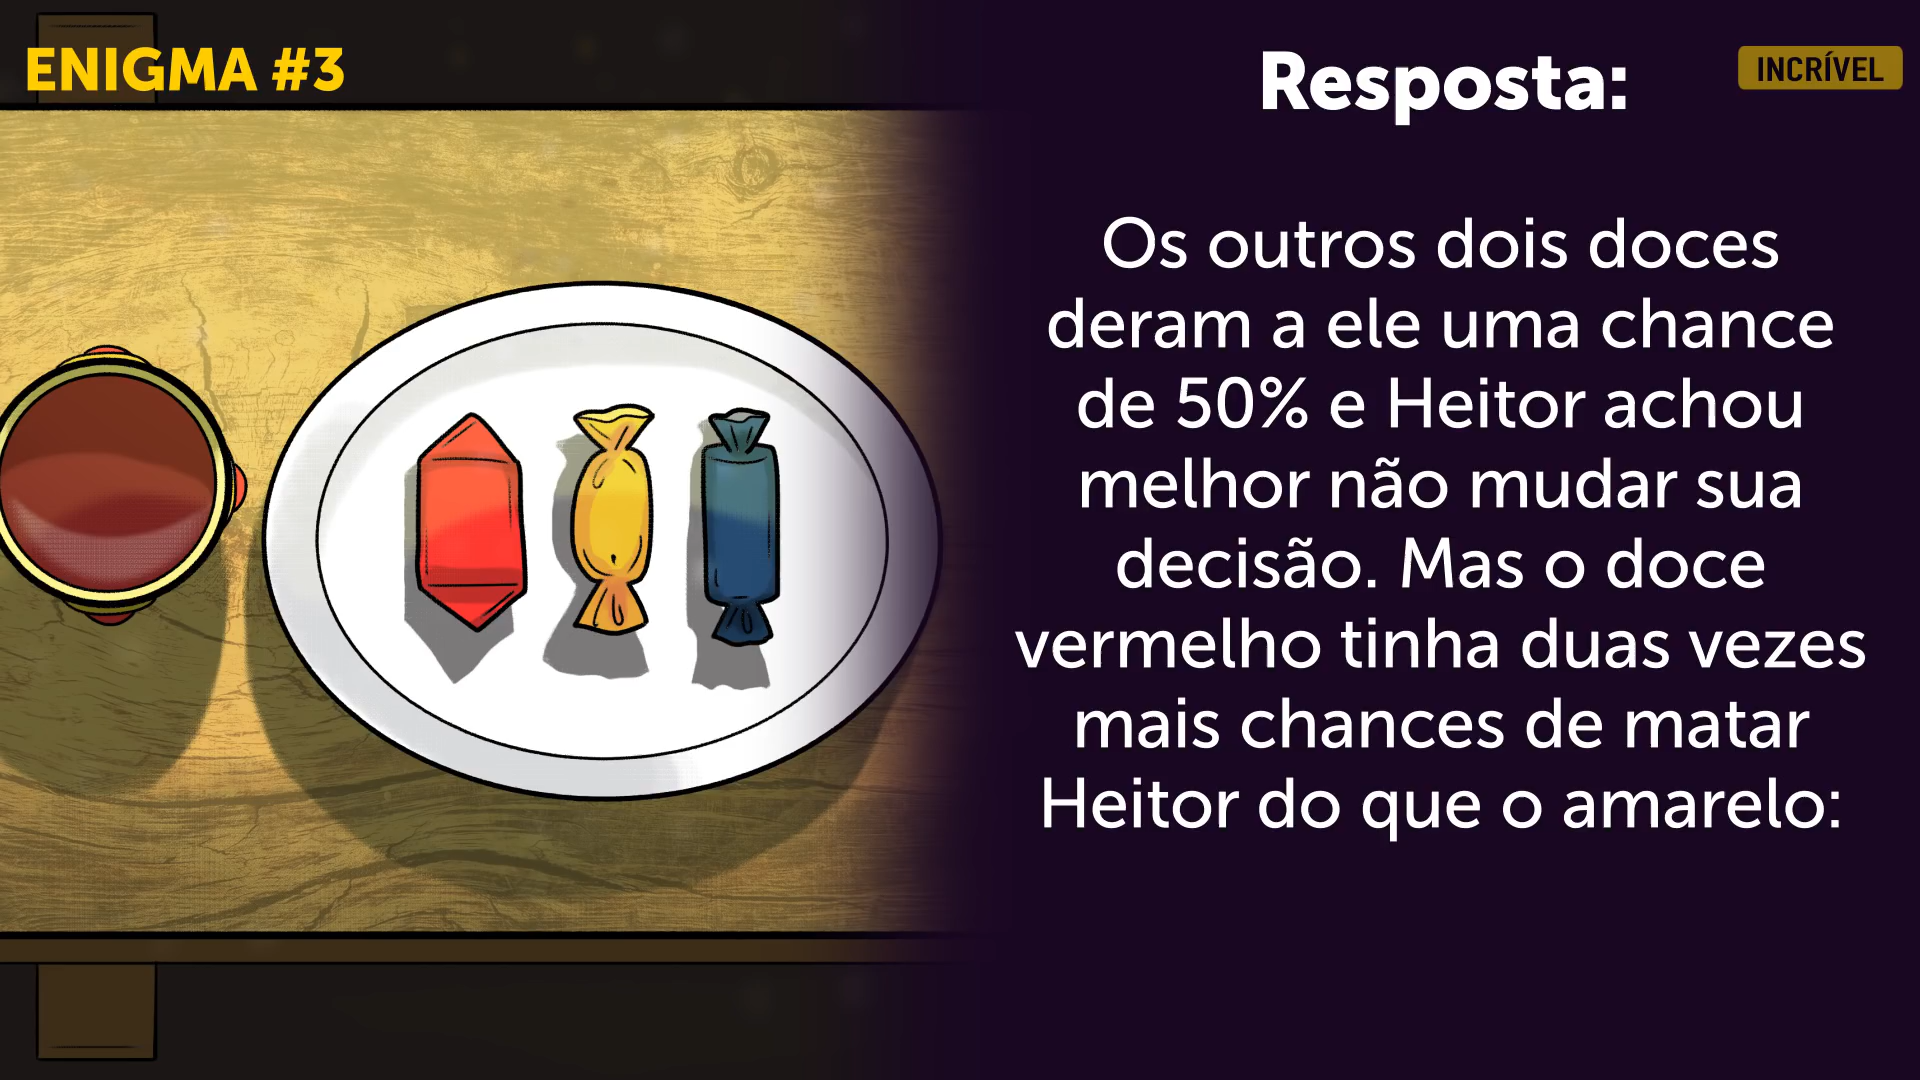 ENIGMA #3
Resposta:
INCRÍVEL
Os outros dois doces
deram a ele uma chance
de 50% e Heitor achou
melhor não mudar sua
decisão. Mas o doce
vermelho tinha duas vezes
mais chances de matar
Heitor do que o amarelo: